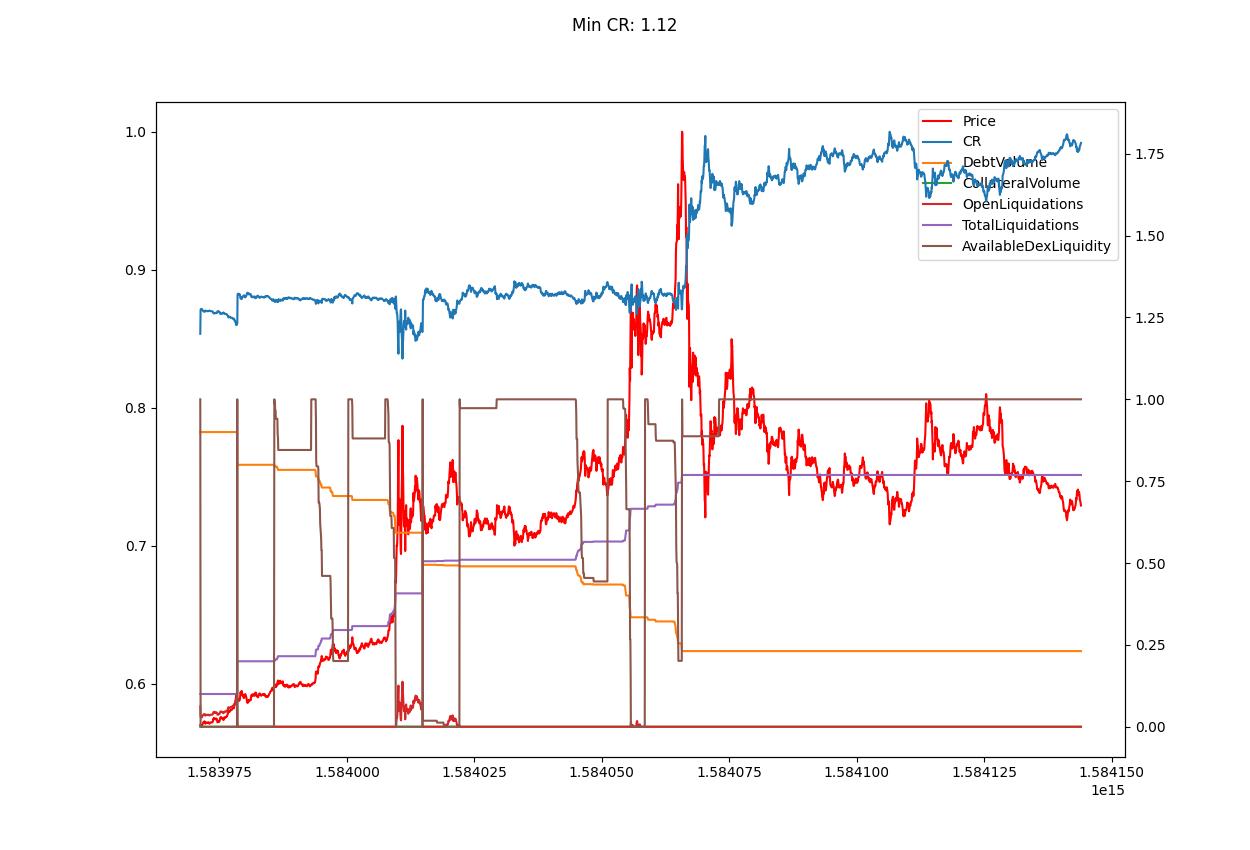 Min CR: 1.12
1.0
0.9
0.8
0.7
0.6
Price
CR
DebtVolume
CollateralVolume
OpenLiquidations
TotalLiquidations
AvailableDexLiquidity
1.75
1.50
1.25
1.00
0.75
0.50
0.25
0.00
1.583975 1.584000 1.584025 1.584050 1.584075 1.584100 1.584125 1.584150
1e15